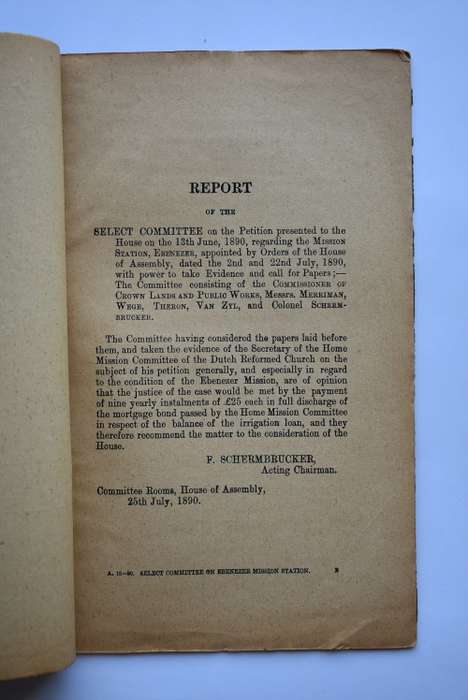 REPORT
OF THE
SELECT COMMITTEE on the Petition presented to the
House on the 13th June, 1890, regarding the MISSION
STATION, EBENEZER, appointed by Orders of the House
of Assembly, dated the 2nd and 22nd July, 1890,
with power to take Evidence and call for Papers;—
The Committee consisting of the COMMISSIONER OF
CROWN LANDS AND PUBLIC WORKS, Messrs. MERRIMAN,
WEGE, THERON, VAN ZYL, and Colonel SCHERM-
BRUCKER.
The Committee having considered the papers laid before
them, and taken the evidence of the Secretary of the Home
Mission Committee of the Dutch Reformed Church on the
subject of his petition generally, and especially in regard
to the condition of the Ebenezer Mission, are of opinion
that the justice of the case would be met by the payment
of nine yearly instalments of £25 each in full discharge of
the mortgage bond passed by the Home Mission Committee
in respect of the balance of the irrigation loan, and they
therefore recommend the matter to the consideration of the
House.
F. SCHERMBRUCKER,
Acting Chairman.
Committee Rooms, House of Assembly,
25th July, 1890.
SELECT COMMITTEE ON EBENEZER MISSION STATION.